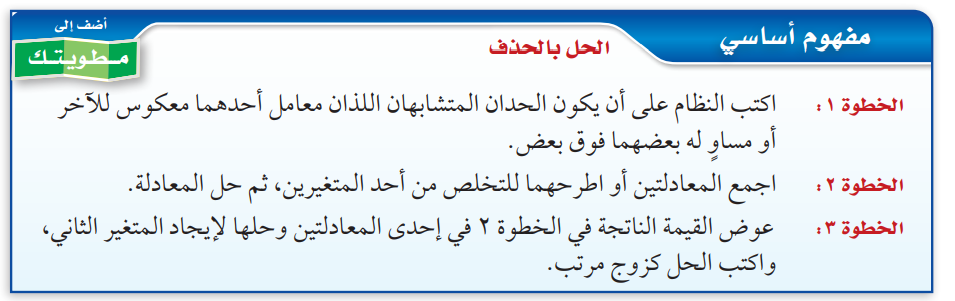 مفهوم أساسي
الحل بالحذف
أضف إلى
مطويتك
الخطوة ١: اكتب النظام على أن يكون الحدان المتشابهان اللذان معامل أحدهما معكوس للآخر
أو مساوٍ له بعضهما فوق بعض.
الخطوة ٢: اجمع المعادلتين أو اطرحهما للتخلص من أحد المتغيرين، ثم حل المعادلة.
الخطوة ٣: عوض القيمة الناتجة في الخطوة ٢ في إحدى المعادلتين وحلها لإيجاد المتغير الثاني،
واكتب الحل كزوج مرتب.